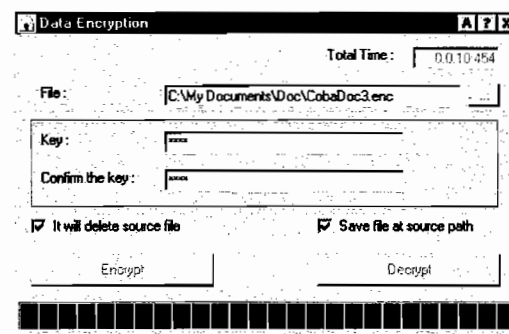 Data Encryption A ? X
Total Time : 0.0.10.454
File : C:\My Documents\Doc\CobaDoc3.enc ...
Key : ****
Confirm the key : ****
It will delete source file Save file at source path
Encrypt Decrypt